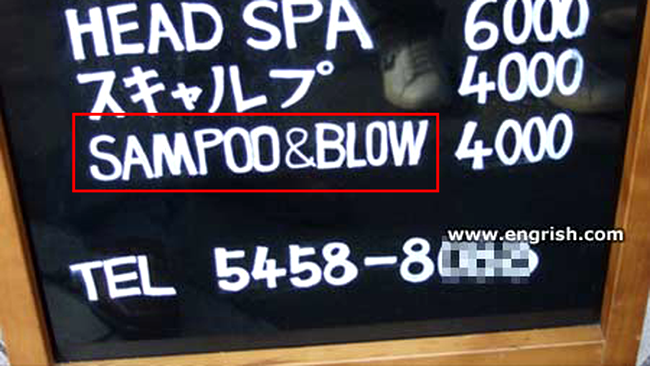 HEAD SPA 6000
スキャルプ 4000
SAMPOO&BLOW 4000
www.engrish.com
TEL 5458-8